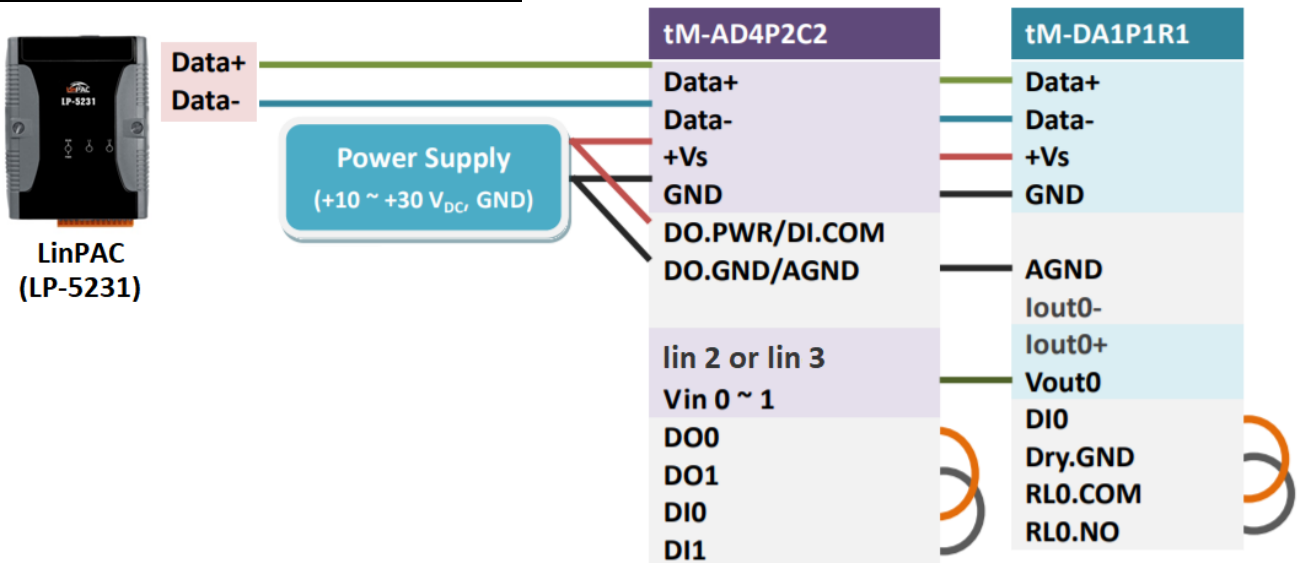 LinPAC
LP-5231
LinPAC
(LP-5231)
Data+
Data-
Power Supply
(+10 ~ +30 VDC, GND)
tM-AD4P2C2
Data+
Data-
+Vs
GND
DO.PWR/DI.COM
DO.GND/AGND
Iin 2 or Iin 3
Vin 0 ~ 1
DO0
DO1
DI0
DI1
tM-DA1P1R1
Data+
Data-
+Vs
GND
AGND
Iout0-
Iout0+
Vout0
DI0
Dry.GND
RL0.COM
RL0.NO